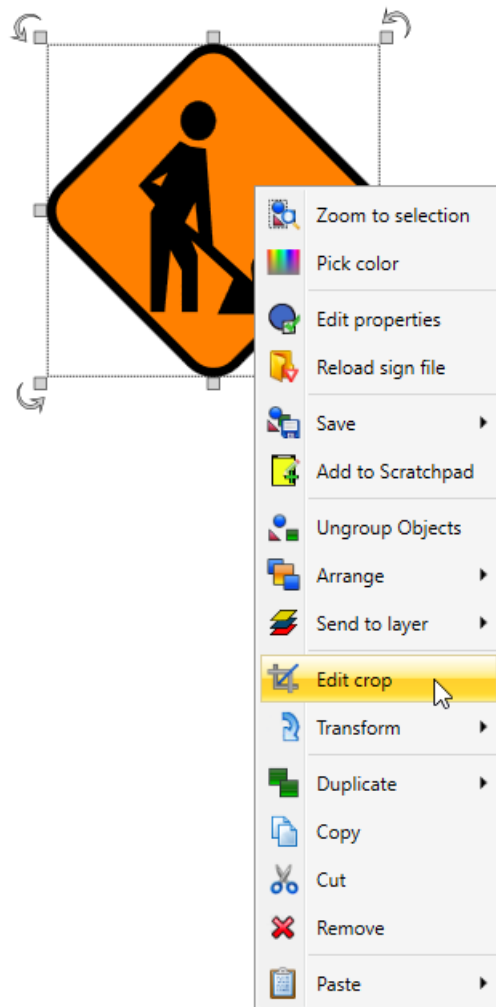 Zoom to selection
Pick color
Edit properties
Reload sign file
Save
Add to Scratchpad
Ungroup Objects
Arrange
Send to layer
Edit crop
Transform
Duplicate
Copy
Cut
Remove
Paste